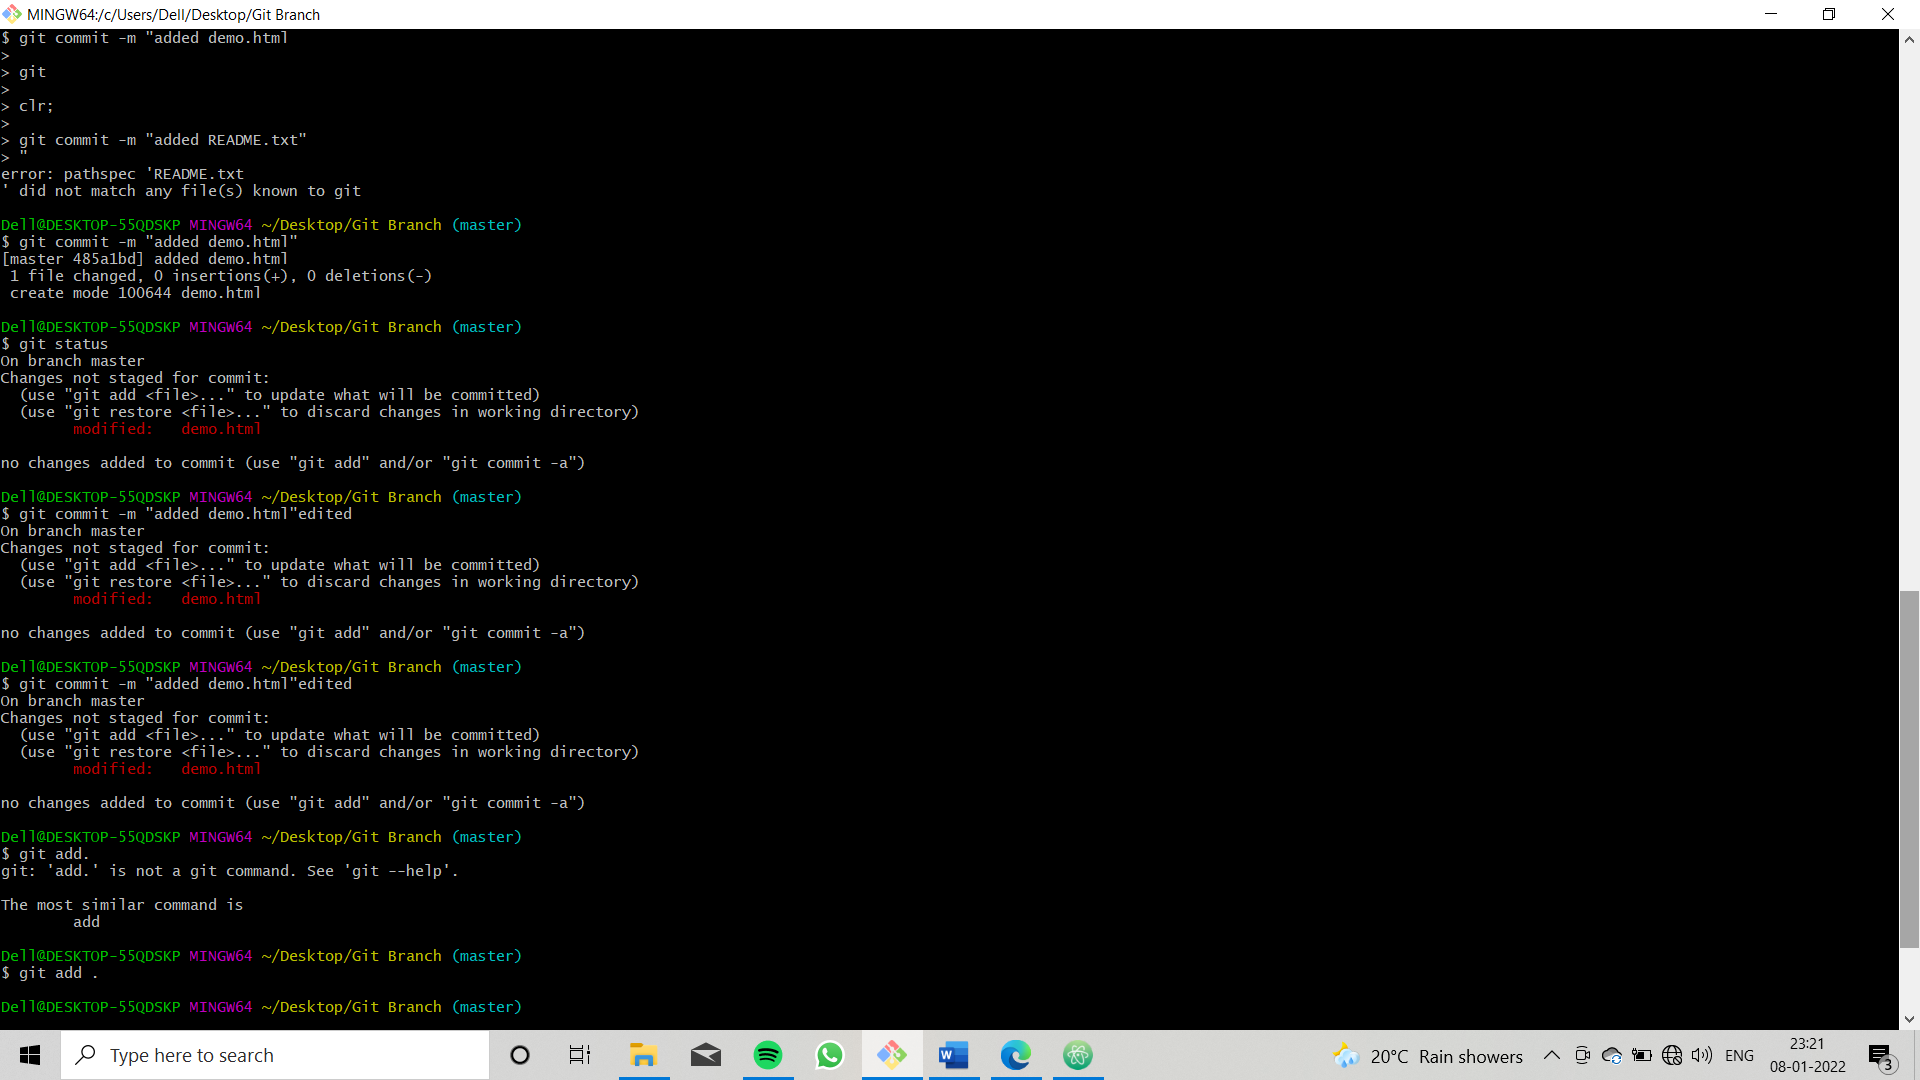 MINGW64:/c/Users/Dell/Desktop/Git Branch
$ git commit -m "added demo.html
>
> git
>
> clr;
>
> git commit -m "added README.txt"
> "
error: pathspec 'README.txt
' did not match any file(s) known to git
Dell@DESKTOP-55QDSKP MINGW64 ~/Desktop/Git Branch (master)
$ git commit -m "added demo.html"
[master 485a1bd] added demo.html
 1 file changed, 0 insertions(+), 0 deletions(-)
 create mode 100644 demo.html
Dell@DESKTOP-55QDSKP MINGW64 ~/Desktop/Git Branch (master)
$ git status
On branch master
Changes not staged for commit:
  (use "git add <file>..." to update what will be committed)
  (use "git restore <file>..." to discard changes in working directory)
        modified:   demo.html
no changes added to commit (use "git add" and/or "git commit -a")
Dell@DESKTOP-55QDSKP MINGW64 ~/Desktop/Git Branch (master)
$ git commit -m "added demo.html"edited
On branch master
Changes not staged for commit:
  (use "git add <file>..." to update what will be committed)
  (use "git restore <file>..." to discard changes in working directory)
        modified:   demo.html
no changes added to commit (use "git add" and/or "git commit -a")
Dell@DESKTOP-55QDSKP MINGW64 ~/Desktop/Git Branch (master)
$ git commit -m "added demo.html"edited
On branch master
Changes not staged for commit:
  (use "git add <file>..." to update what will be committed)
  (use "git restore <file>..." to discard changes in working directory)
        modified:   demo.html
no changes added to commit (use "git add" and/or "git commit -a")
Dell@DESKTOP-55QDSKP MINGW64 ~/Desktop/Git Branch (master)
$ git add.
git: 'add.' is not a git command. See 'git --help'.
The most similar command is
        add
Dell@DESKTOP-55QDSKP MINGW64 ~/Desktop/Git Branch (master)
$ git add .
Dell@DESKTOP-55QDSKP MINGW64 ~/Desktop/Git Branch (master)
Type here to search
20°C Rain showers
ENG
23:21
08-01-2022
3